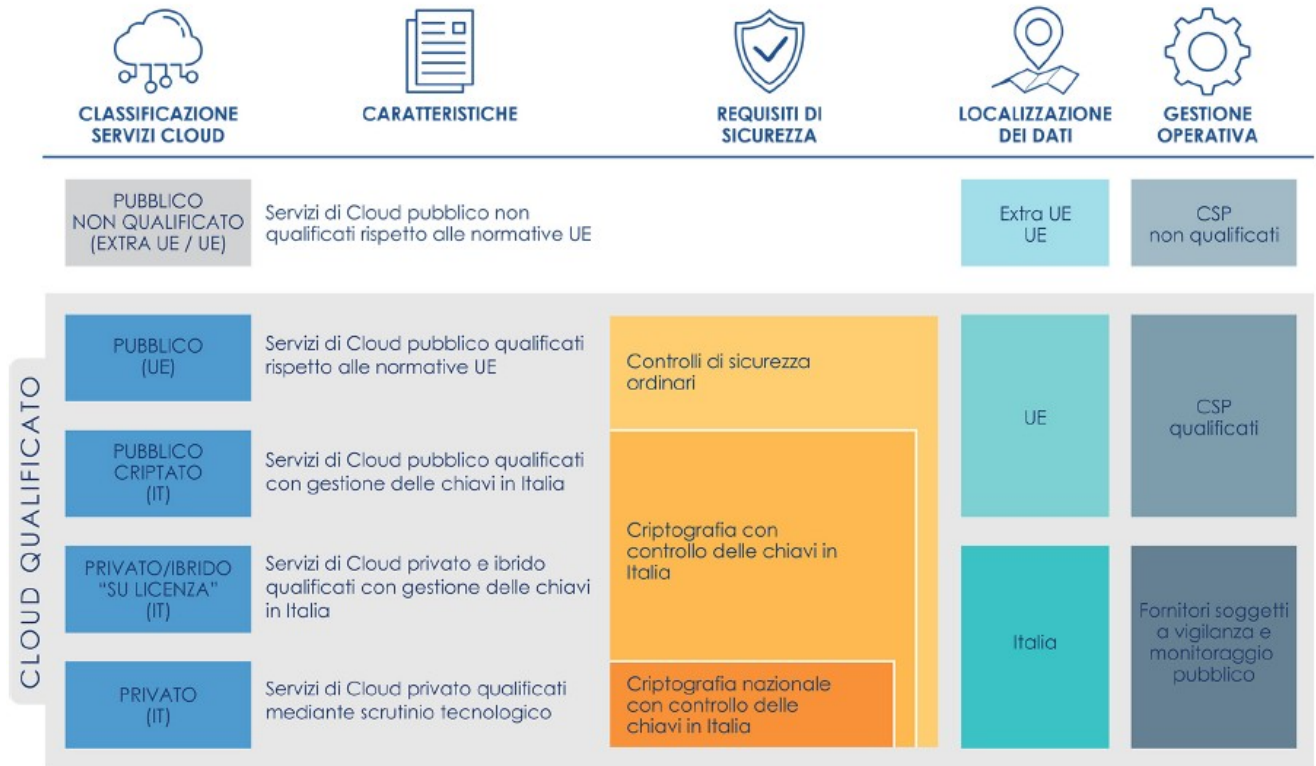 CLASSIFICAZIONE
SERVIZI CLOUD
CARATTERISTICHE
REQUISITI DI
SICUREZZA
LOCALIZZAZIONE
DEI DATI
GESTIONE
OPERATIVA
PUBBLICO
NON QUALIFICATO
(EXTRA UE / UE)
Servizi di Cloud pubblico non
qualificati rispetto alle normative UE
Extra UE
UE
CSP
non qualificati
CLOUD QUALIFICATO
PUBBLICO
(UE)
Servizi di Cloud pubblico qualificati
rispetto alle normative UE
Controlli di sicurezza
ordinari
UE
CSP
qualificati
PUBBLICO
CRIPTATO
(IT)
Servizi di Cloud pubblico qualificati
con gestione delle chiavi in Italia
Criptografia con
controllo delle chiavi in
Italia
PRIVATO/IBRIDO
“SU LICENZA”
(IT)
Servizi di Cloud privato e ibrido
qualificati con gestione delle chiavi
in Italia
Italia
Fornitori soggetti
a vigilanza e
monitoraggio
pubblico
PRIVATO
(IT)
Servizi di Cloud privato qualificati
mediante scrutinio tecnologico
Criptografia nazionale
con controllo delle
chiavi in Italia